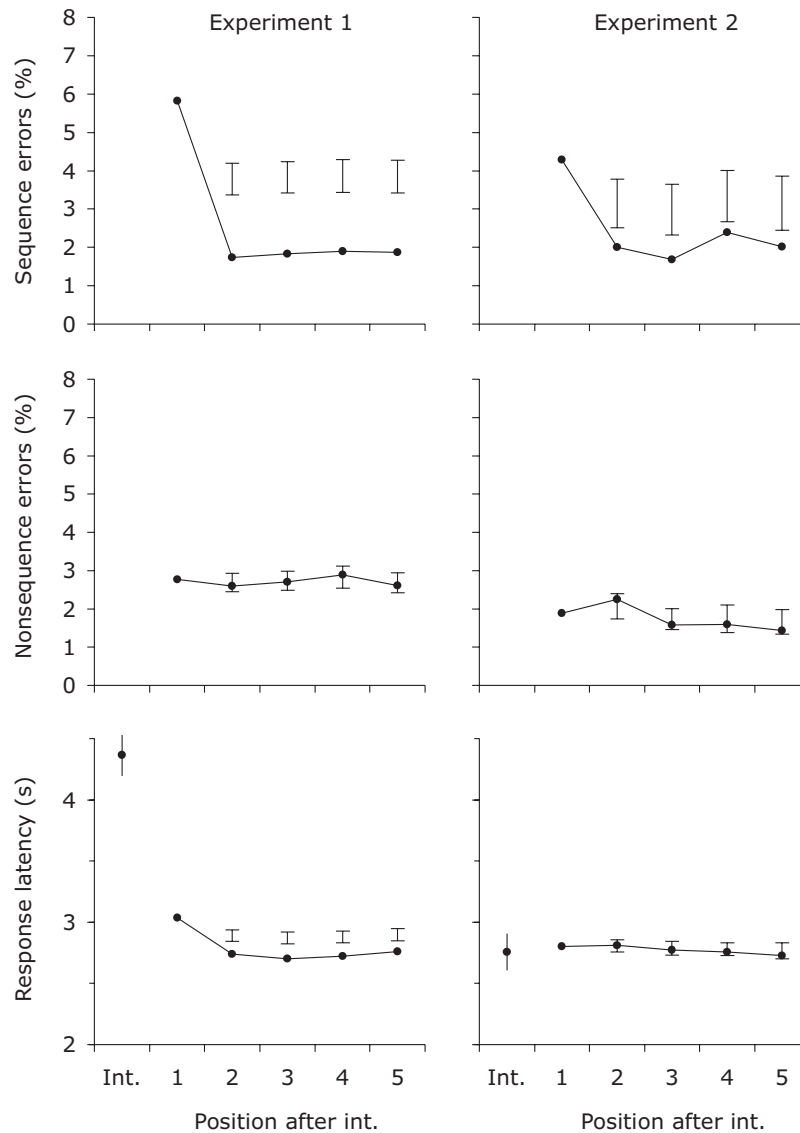 Experiment 1
Experiment 2
Sequence errors (%)
8
7
6
5
4
3
2
1
0
Nonsequence errors (%)
8
7
6
5
4
3
2
1
0
Response latency (s)
4
3
2
Int. 1 2 3 4 5
Int. 1 2 3 4 5
Position after int.
Position after int.